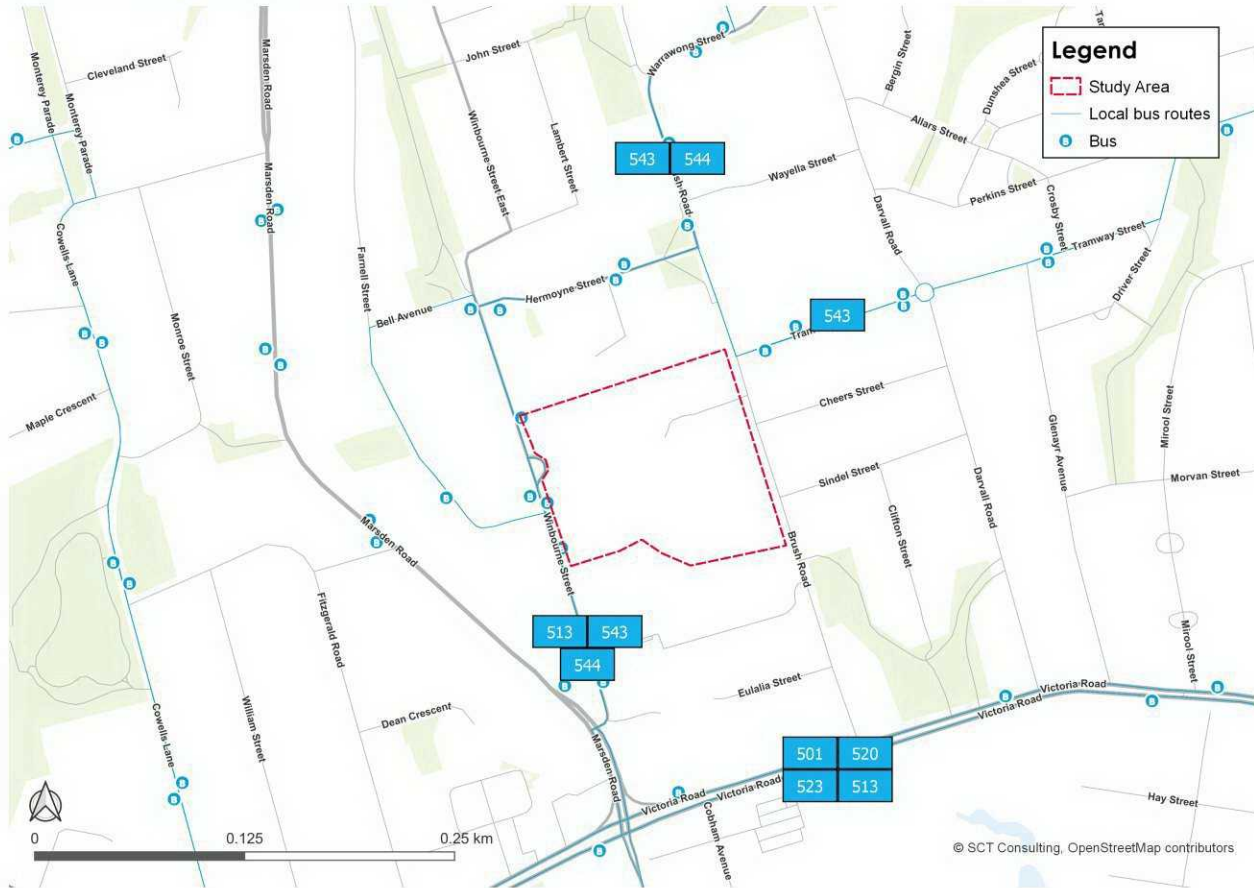 Legend
Study Area
Local bus routes
B Bus
Monterey Parade
Monterey Parade
Cleveland Street
Marsden Road
Marsden Road
John Street
Winbourne Street East
Lambert Street
Warrawong Street
Bergin Street
Dunshea Street
Allars Street
543 544
Wayella Street
Perkins Street
Crosby Street
Darvall Road
Tramway Street
Driver Street
Cowells Lane
Farnell Street
Hermoyne Street
Bell Avenue
543
Monroe Street
Maple Crescent
Cheers Street
Glenayr Avenue
Mirool Street
Sindel Street
Morvan Street
Darvall Road
Clifton Street
Marsden Road
Winbourne Street
Brush Road
Fitzgerald Road
513 543
544
Eulalia Street
Mirool Street
William Street
Dean Crescent
Cowells Lane
Marsden Road
Victoria Road
Victoria Road
501 520
523 513
Victoria Road
Victoria Road
Cobham Avenue
Hay Street
0 0.125 0.25 km
© SCT Consulting, OpenStreetMap contributors